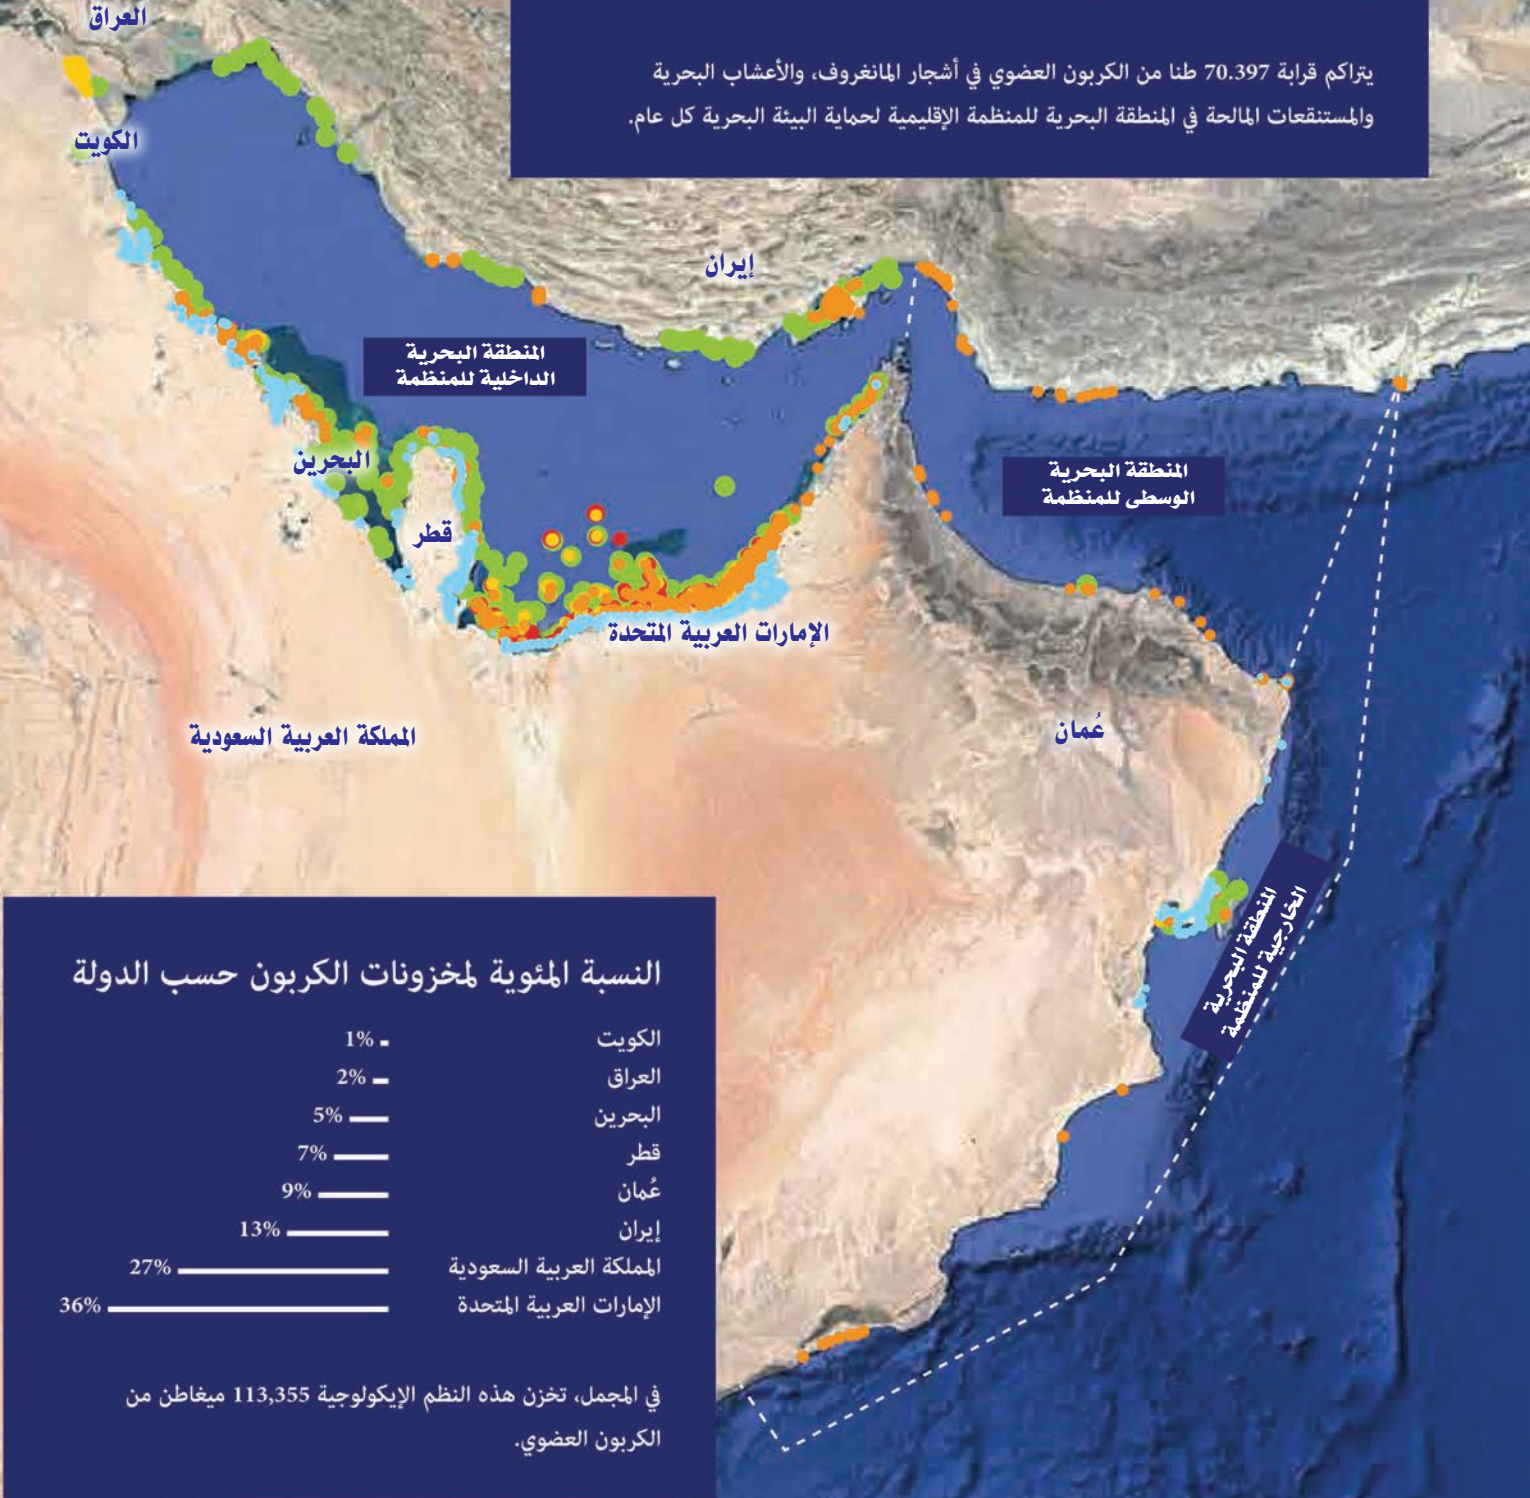 العراق
يتراكم قرابة 70.397 طنا من الكربون العضوي في أشجار المانغروف، والأعشاب البحرية
والمستنقعات المالحة في المنطقة البحرية للمنظمة الإقليمية لحماية البيئة البحرية كل عام.
الكويت
إيران
المنطقة البحرية
الداخلية للمنظمة
البحرين
المنطقة البحرية
الوسطى للمنظمة
قطر
الإمارات العربية المتحدة
المملكة العربية السعودية
عُمان
المنطقة البحرية
الخارجية للمنظمة
النسبة المئوية لمخزونات الكربون حسب الدولة
الكويت 1%
العراق 2%
البحرين 5%
قطر 7%
عُمان 9%
إيران 13%
المملكة العربية السعودية 27%
الإمارات العربية المتحدة 36%
في المجمل، تخزن هذه النظم الإيكولوجية 113,355 ميغاطن من
الكربون العضوي.